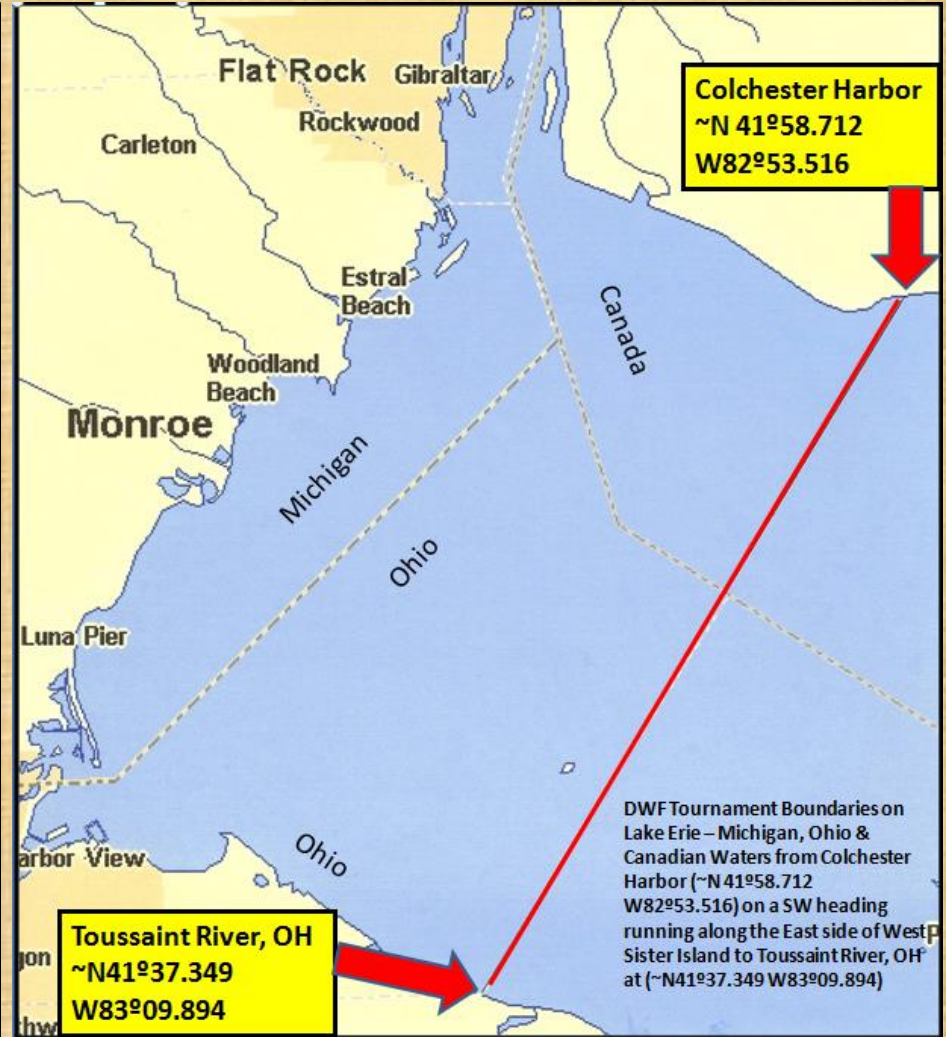 Flat Rock
Gibraltar
Rockwood
Carleton
Colchester Harbor
~N 41º58.712
W82º53.516
Estral
Beach
Canada
Woodland
Beach
Monroe
Michigan
Ohio
Luna Pier
arbor View
Ohio
DWF Tournament Boundaries on
Lake Erie – Michigan, Ohio &
Canadian Waters from Colchester
Harbor (~N 41º58.712
W82º53.516) on a SW heading
running along the East side of West
Sister Island to Toussaint River, OH
at (~N41º37.349 W83º09.894)
P
gon
Toussaint River, OH
~N41º37.349
W83º09.894
thw